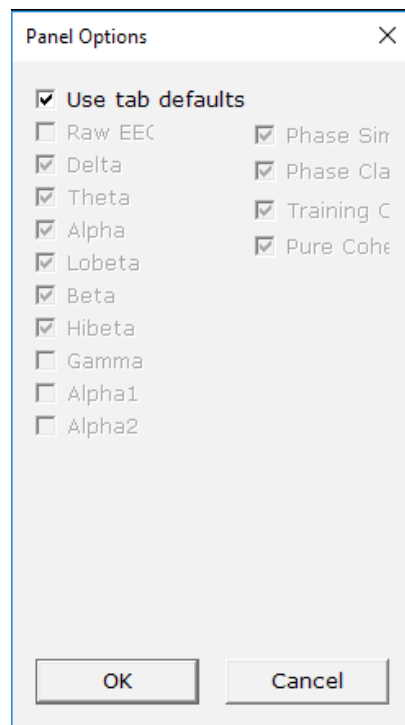 Panel Options
Use tab defaults
Raw EEC
Delta
Theta
Alpha
Lobeta
Beta
Hibeta
Gamma
Alpha1
Alpha2
Phase Sim
Phase Cla
Training C
Pure Cohe
OK
Cancel